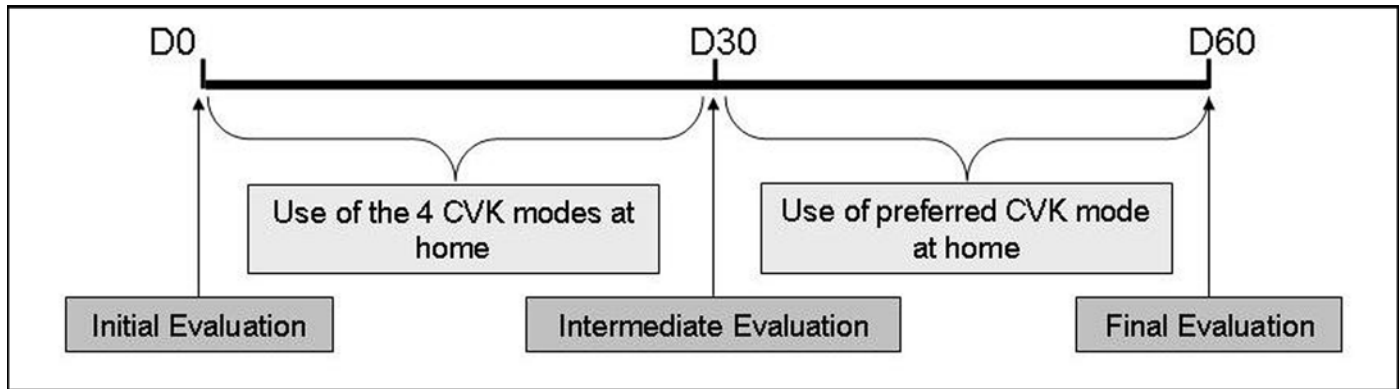 D0 D30 D60
Use of the 4 CVK modes at
home
Use of preferred CVK mode
at home
Initial Evaluation
Intermediate Evaluation
Final Evaluation